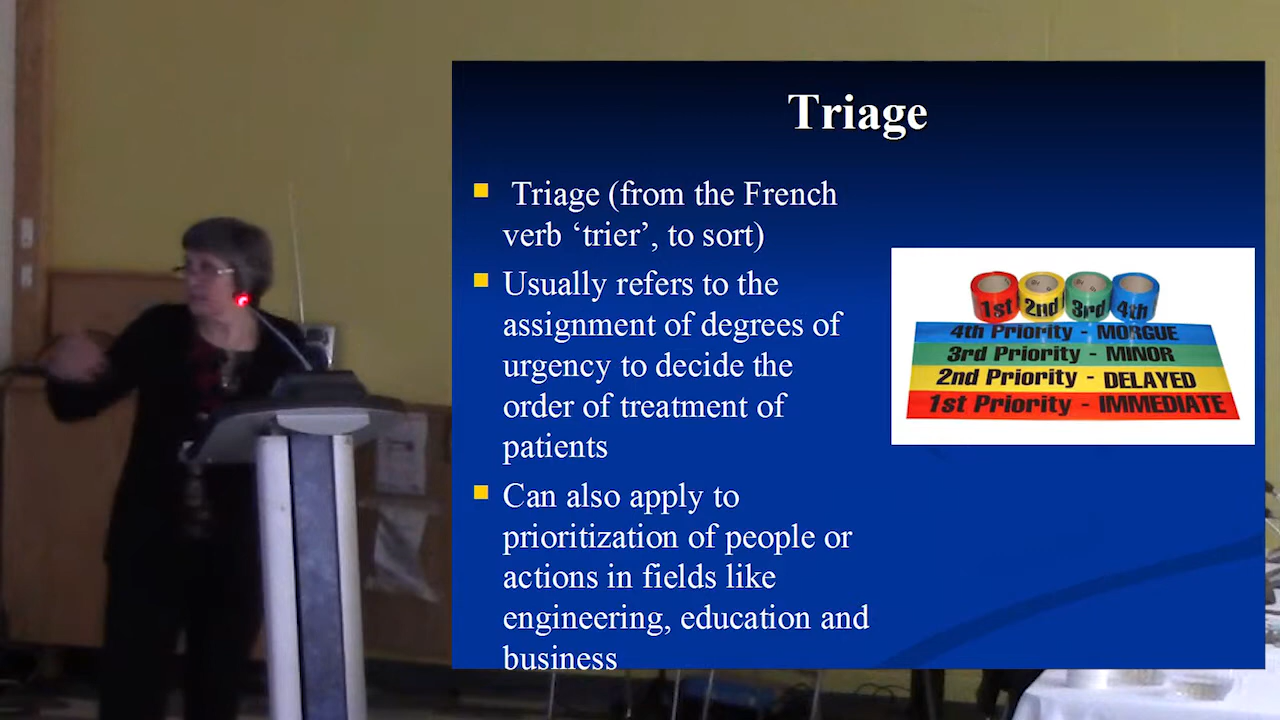 Triage
Triage (from the French
verb ‘trier’, to sort)
Usually refers to the
assignment of degrees of
urgency to decide the
order of treatment of
patients
Can also apply to
prioritization of people or
actions in fields like
engineering, education and
business
1st 2nd 3rd 4th
4th Priority - MORGUE
3rd Priority - MINOR
2nd Priority - DELAYED
1st Priority - IMMEDIATE